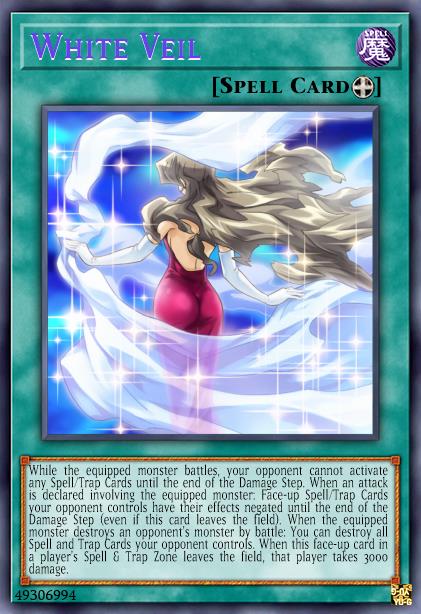 White Veil
SPELL
魔
[Spell Card]
While the equipped monster battles, your opponent cannot activate
any Spell/Trap Cards until the end of the Damage Step. When an attack
is declared involving the equipped monster: Face-up Spell/Trap Cards
your opponent controls have their effects negated until the end of the
Damage Step (even if this card leaves the field). When the equipped
monster destroys an opponent's monster by battle: You can destroy all
Spell and Trap Cards your opponent controls. When this face-up card in
a player's Spell & Trap Zone leaves the field, that player takes 3000
damage.
49306994